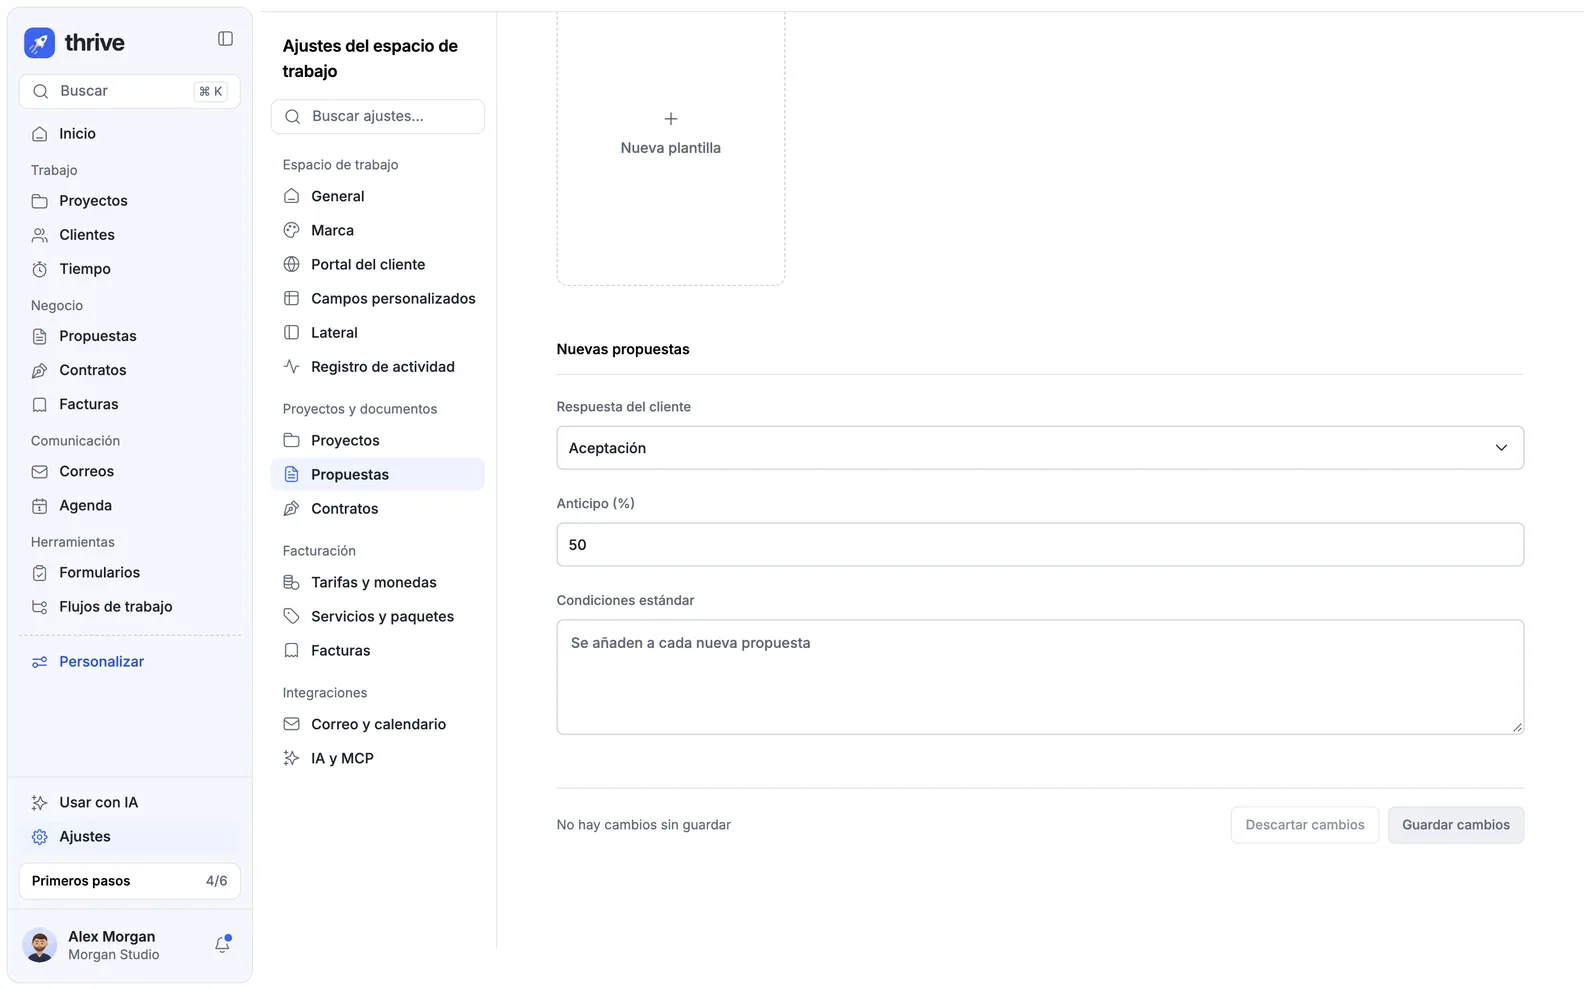 thrive
Buscar
⌘ K
Inicio
Trabajo
Proyectos
Clientes
Tiempo
Negocio
Propuestas
Contratos
Facturas
Comunicación
Correos
Agenda
Herramientas
Formularios
Flujos de trabajo
Personalizar
Usar con IA
Ajustes
Primeros pasos 4/6
Alex Morgan
Morgan Studio
Ajustes del espacio de
trabajo
Buscar ajustes...
Espacio de trabajo
General
Marca
Portal del cliente
Campos personalizados
Lateral
Registro de actividad
Proyectos y documentos
Proyectos
Propuestas
Contratos
Facturación
Tarifas y monedas
Servicios y paquetes
Facturas
Integraciones
Correo y calendario
IA y MCP
Nueva plantilla
Nuevas propuestas
Respuesta del cliente
Aceptación
Anticipo (%)
50
Condiciones estándar
Se añaden a cada nueva propuesta
No hay cambios sin guardar
Descartar cambios
Guardar cambios